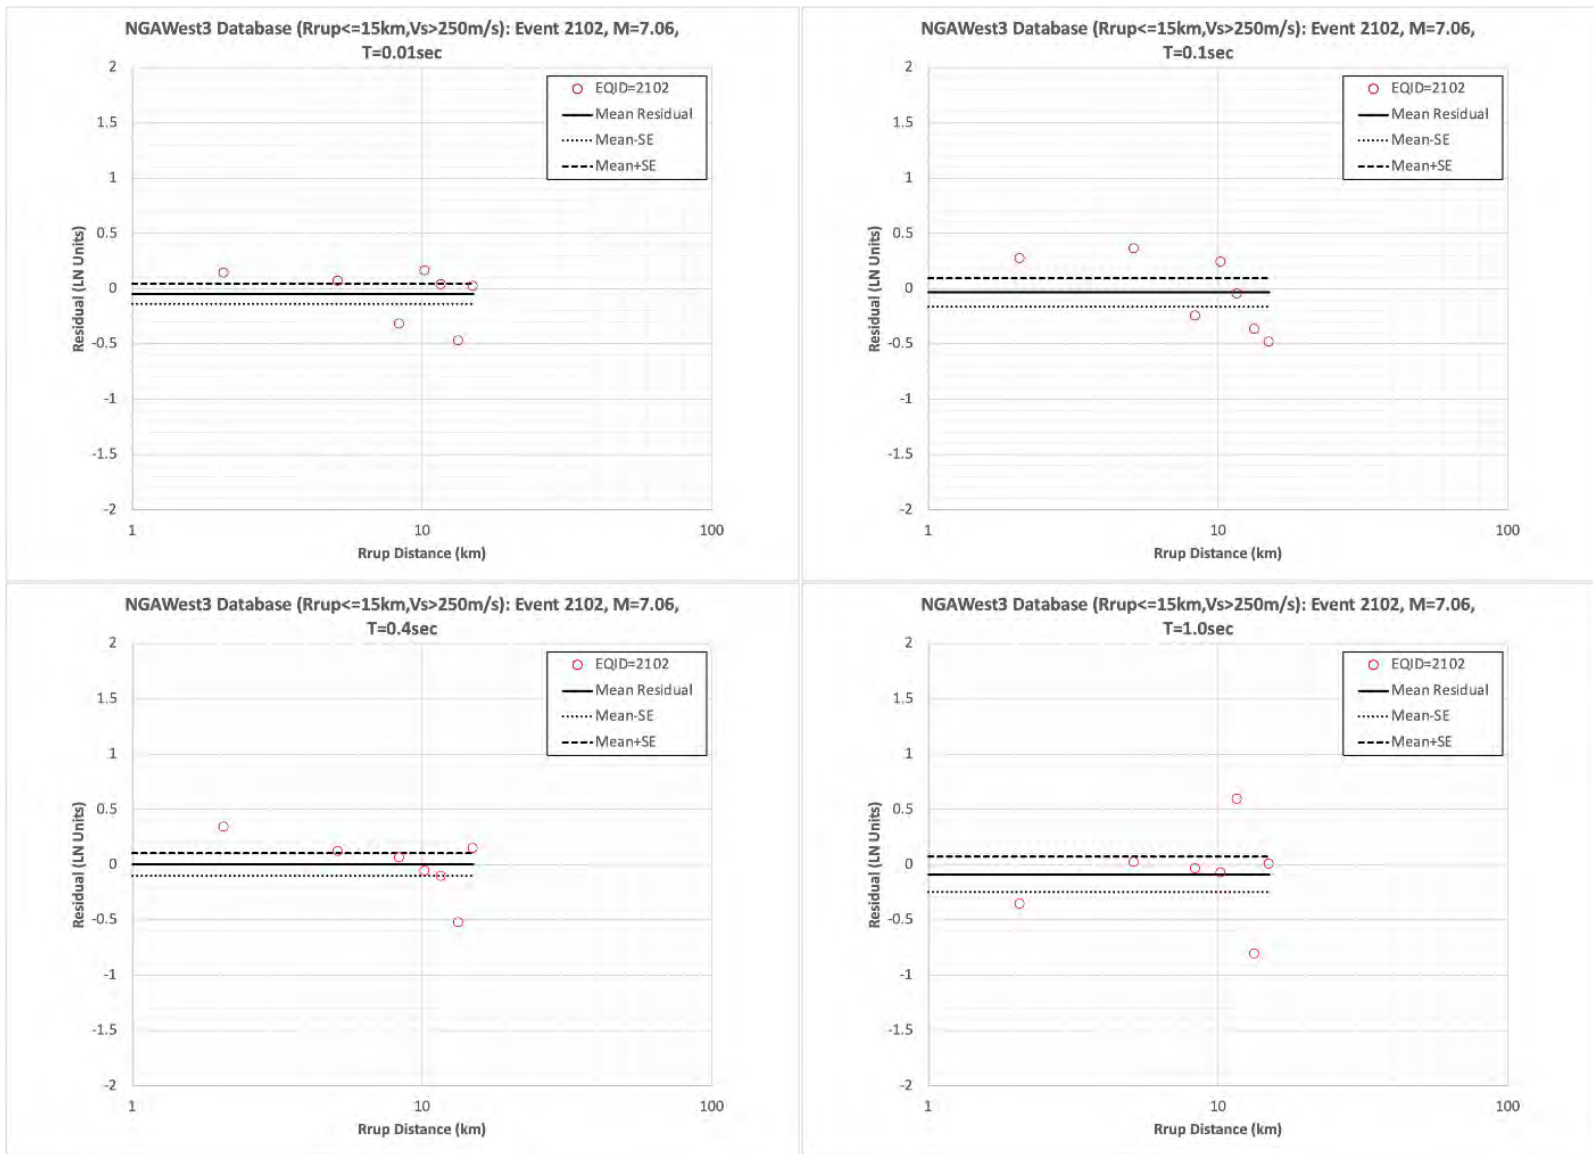 NGAWest3 Database (Rrup<=15km,Vs>250m/s): Event 2102, M=7.06,
T=0.01sec
2
1.5
1
0.5
0
-0.5
-1
-1.5
-2
Residual (LN Units)
EQID=2102
Mean Residual
Mean-SE
Mean+SE
1
10
100
Rrup Distance (km)
NGAWest3 Database (Rrup<=15km,Vs>250m/s): Event 2102, M=7.06,
T=0.1sec
2
1.5
1
0.5
0
-0.5
-1
-1.5
-2
Residual (LN Units)
EQID=2102
Mean Residual
Mean-SE
Mean+SE
1
10
100
Rrup Distance (km)
NGAWest3 Database (Rrup<=15km,Vs>250m/s): Event 2102, M=7.06,
T=0.4sec
2
1.5
1
0.5
0
-0.5
-1
-1.5
-2
Residual (LN Units)
EQID=2102
Mean Residual
Mean-SE
Mean+SE
1
10
100
Rrup Distance (km)
NGAWest3 Database (Rrup<=15km,Vs>250m/s): Event 2102, M=7.06,
T=1.0sec
2
1.5
1
0.5
0
-0.5
-1
-1.5
-2
Residual (LN Units)
EQID=2102
Mean Residual
Mean-SE
Mean+SE
1
10
100
Rrup Distance (km)